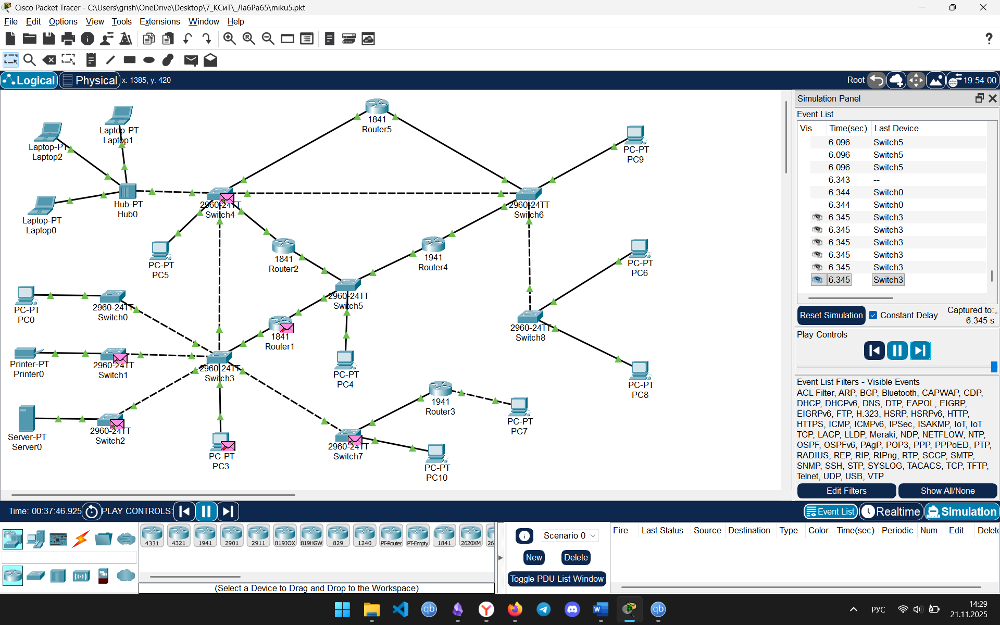 Cisco Packet Tracer - C:\Users\grish\OneDrive\Desktop\7_КСиТ\_Ла6Ра65\miku5.pkt
File Edit Options View Tools Extensions Window Help
Logical Physical x: 1385, y: 420
Root 19:54:00
1841
Router5
Laptop-PT
Laptop1
Laptop-PT
Laptop2
PC-PT
PC9
Hub-PT
Hub0
2960-24TT
Switch4
2960-24TT
Switch6
Laptop-PT
Laptop0
1841
Router2
1941
Router4
PC-PT
PC5
PC-PT
PC6
2960-24TT
Switch5
PC-PT
PC0
2960-24TT
Switch0
1841
Router1
2960-24TT
Switch8
Printer-PT
Printer0
2960-24TT
Switch1
2960-24TT
Switch3
PC-PT
PC4
PC-PT
PC8
1941
Router3
PC-PT
PC7
Server-PT
Server0
2960-24TT
Switch2
PC-PT
PC3
2960-24TT
Switch7
PC-PT
PC10
Simulation Panel
Event List
Vis. Time(sec) Last Device
6.096 Switch5
6.096 Switch5
6.096 Switch5
6.343 --
6.344 Switch0
6.344 Switch0
6.345 Switch3
6.345 Switch3
6.345 Switch3
6.345 Switch3
6.345 Switch3
6.345 Switch3
Reset Simulation Constant Delay Captured to:
6.345 s
Play Controls
Event List Filters - Visible Events
ACL Filter, ARP, BGP, Bluetooth, CAPWAP, CDP,
DHCP, DHCPv6, DNS, DTP, EAPOL, EIGRP,
EIGRPv6, FTP, H.323, HSRP, HSRPv6, HTTP,
HTTPS, ICMP, ICMPv6, IPSec, ISAKMP, IoT, IoT
TCP, LACP, LLDP, Meraki, NDP, NETFLOW, NTP,
OSPF, OSPFv6, PAgP, POP3, PPP, PPPoED, PTP,
RADIUS, REP, RIP, RIPng, RTP, SCCP, SMTP,
SNMP, SSH, STP, SYSLOG, TACACS, TCP, TFTP,
Telnet, UDP, USB, VTP
Edit Filters Show All/None
Time: 00:37:46.925 PLAY CONTROLS:
Event List Realtime Simulation
4331 4321 1941 2901 2911 819IOX 819HGW 829 1240 PT-Router PT-Empty 1841 2620XM 26
(Select a Device to Drag and Drop to the Workspace)
Scenario 0
New Delete
Toggle PDU List Window
Fire Last Status Source Destination Type Color Time(sec) Periodic Num Edit Delete
РУС
14:29
21.11.2025